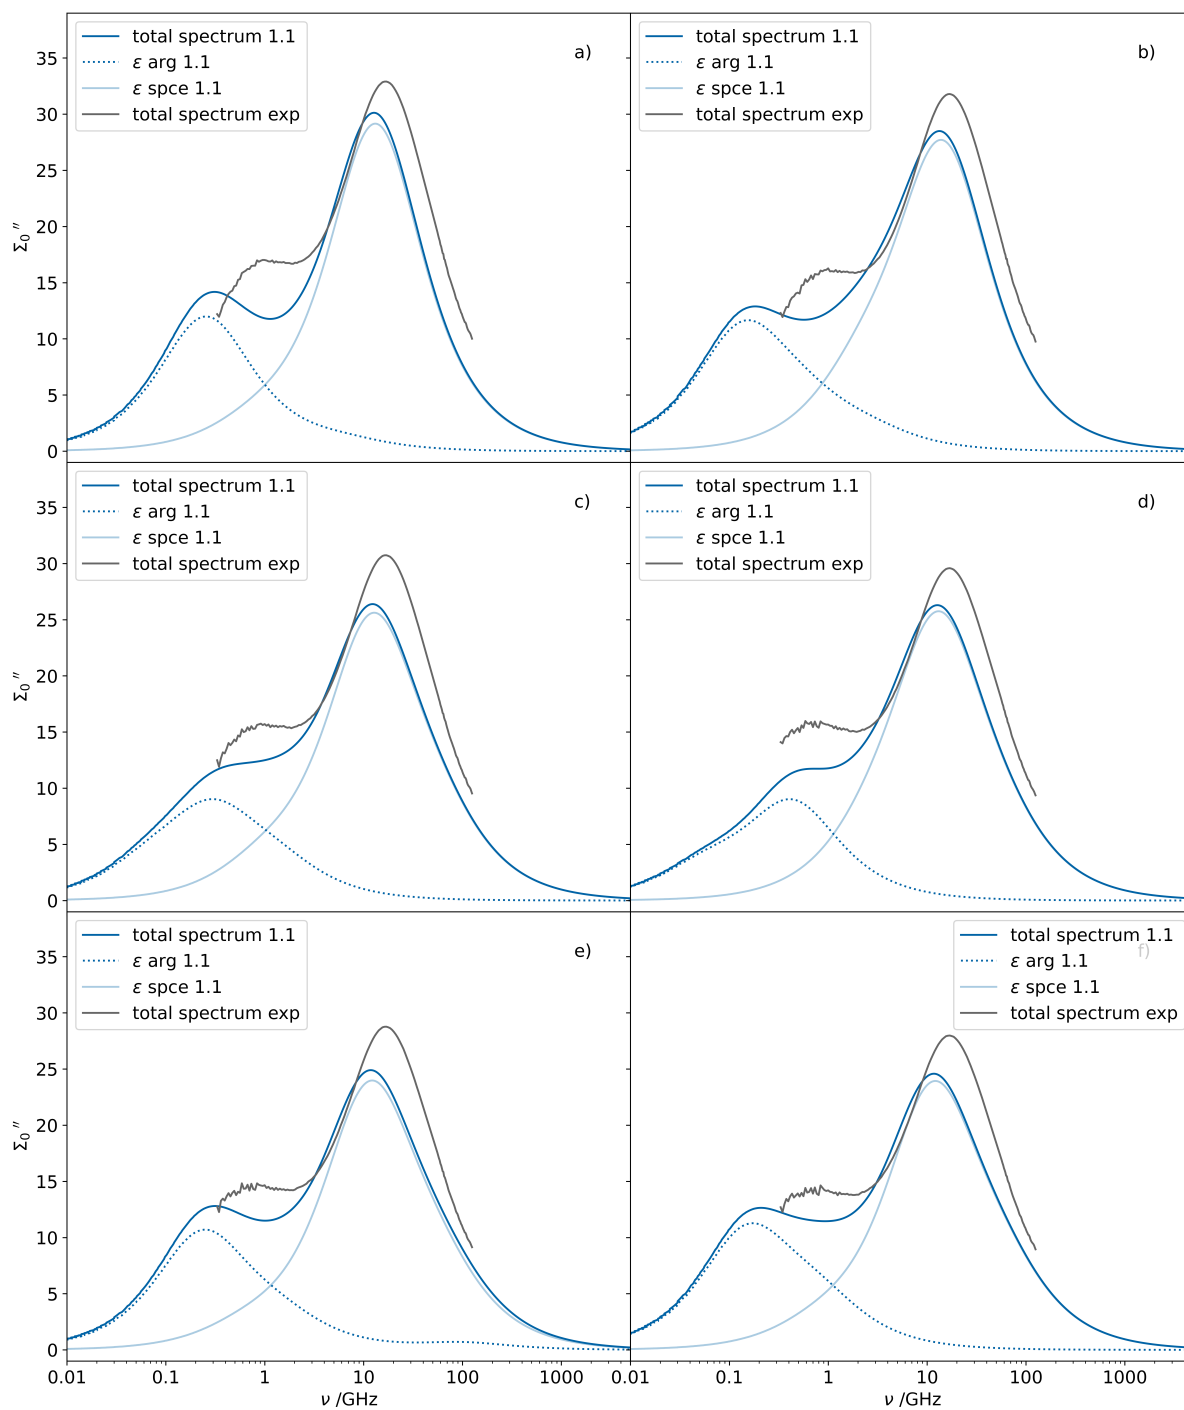 total spectrum 1.1
ε arg 1.1
ε spce 1.1
total spectrum exp
a)
35
30
25
20
15
10
5
0
Σ₀″
total spectrum 1.1
ε arg 1.1
ε spce 1.1
total spectrum exp
b)
total spectrum 1.1
ε arg 1.1
ε spce 1.1
total spectrum exp
c)
35
30
25
20
15
10
5
0
Σ₀″
total spectrum 1.1
ε arg 1.1
ε spce 1.1
total spectrum exp
d)
total spectrum 1.1
ε arg 1.1
ε spce 1.1
total spectrum exp
e)
35
30
25
20
15
10
5
0
Σ₀″
0.01 0.1 1 10 100 1000
ν /GHz
total spectrum 1.1
ε arg 1.1
ε spce 1.1
total spectrum exp
f)
0.01 0.1 1 10 100 1000
ν /GHz